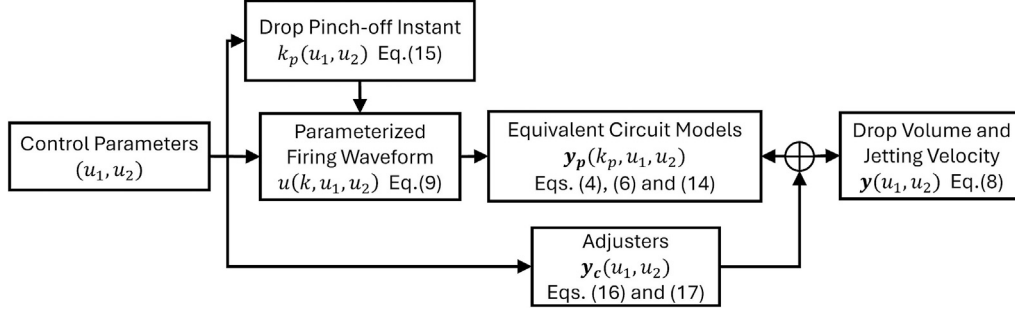 Drop Pinch-off Instant
k_p(u_1, u_2) Eq.(15)
Control Parameters
(u_1, u_2)
Parameterized
Firing Waveform
u(k, u_1, u_2) Eq.(9)
Equivalent Circuit Models
y_p(k_p, u_1, u_2)
Eqs. (4), (6) and (14)
Drop Volume and
Jetting Velocity
y(u_1, u_2) Eq.(8)
Adjusters
y_c(u_1, u_2)
Eqs. (16) and (17)